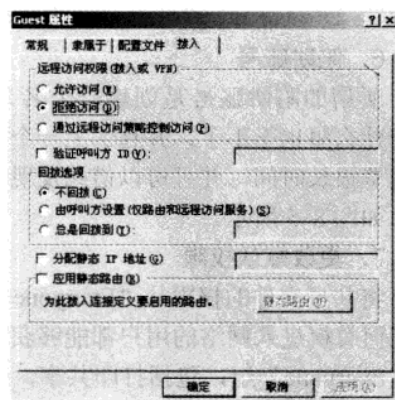 Guest 属性
常规 隶属于 配置文件 拨入
远程访问权限(拨入或 VPN)
允许访问(W)
拒绝访问(D)
通过远程访问策略控制访问(P)
验证呼叫方 ID(V):
回拨选项
不回拨(C)
由呼叫方设置(仅路由和远程访问服务)(S)
总是回拨到(Y):
分配静态 IP 地址(G)
应用静态路由(R)
为此拨入连接定义要启用的路由。 静态路由(U)
确定 取消 应用(A)